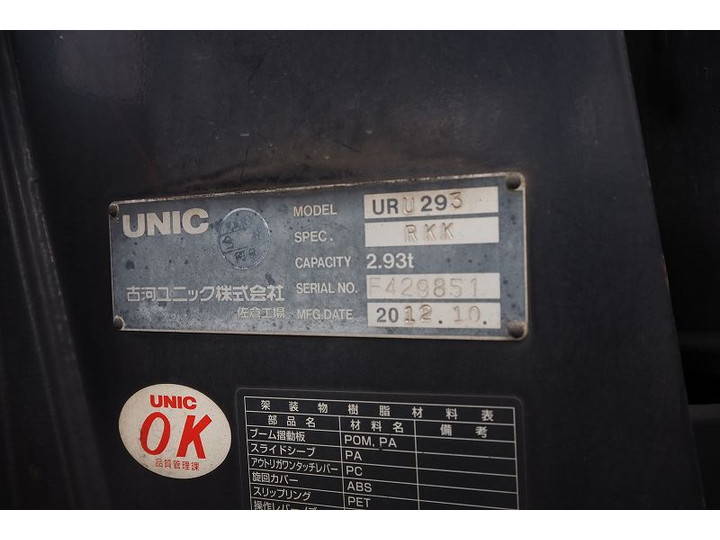 UNIC
MODEL URU293
SPEC. RKK
CAPACITY 2.93t
古河ユニック株式会社 SERIAL NO. F429851
佐倉工場 MFG.DATE 2012.10.
UNIC
OK
品質管理課
架装物樹脂材料表
部品名 材料名 備考
ブーム摺動板 POM, PA
スライドシーブ PA
アウトリガワンタッチレバー PC
旋回カバー ABS
スリップリング PET
操作レバー